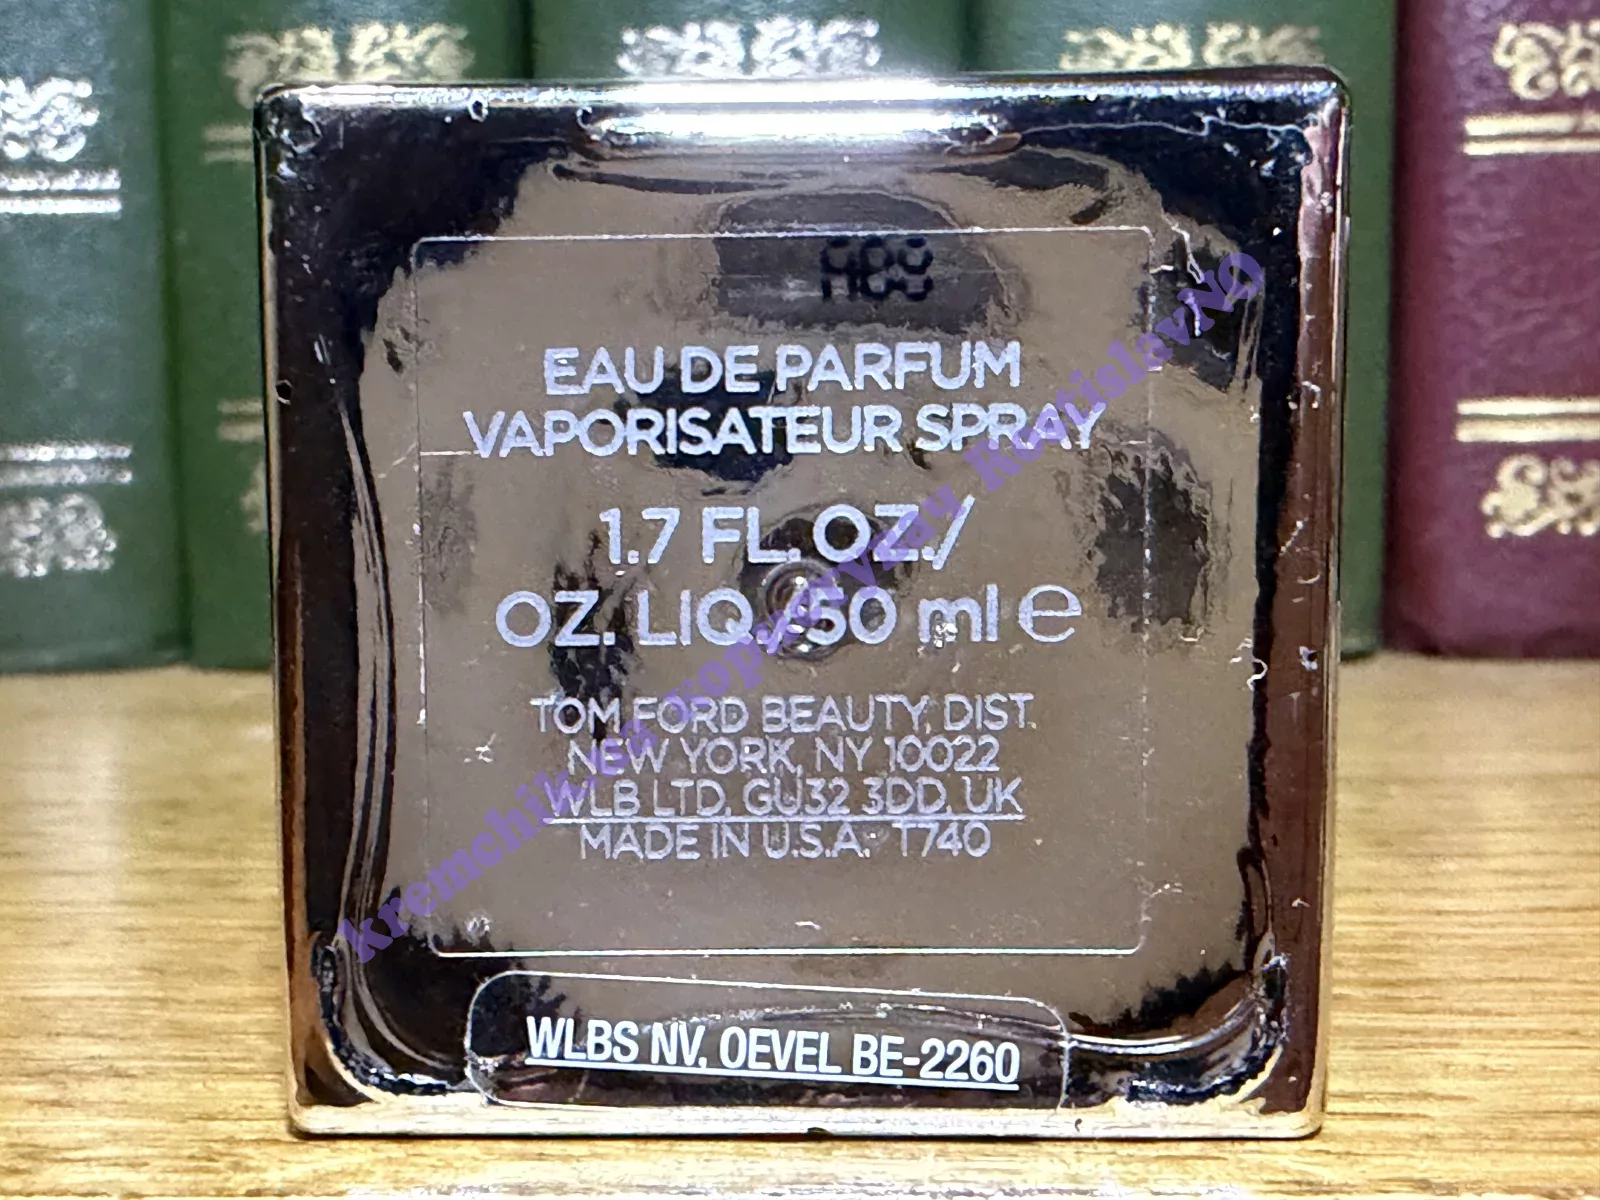 EAU DE PARFUM
VAPORISATEUR SPRAY
1.7 FL. OZ./
OZ. LIQ./50 ml ℮
TOM FORD BEAUTY, DIST.
NEW YORK, NY 10022
WLB LTD, GU32 3DD, UK
MADE IN U.S.A. T740
WLBS NV, OEVEL BE-2260